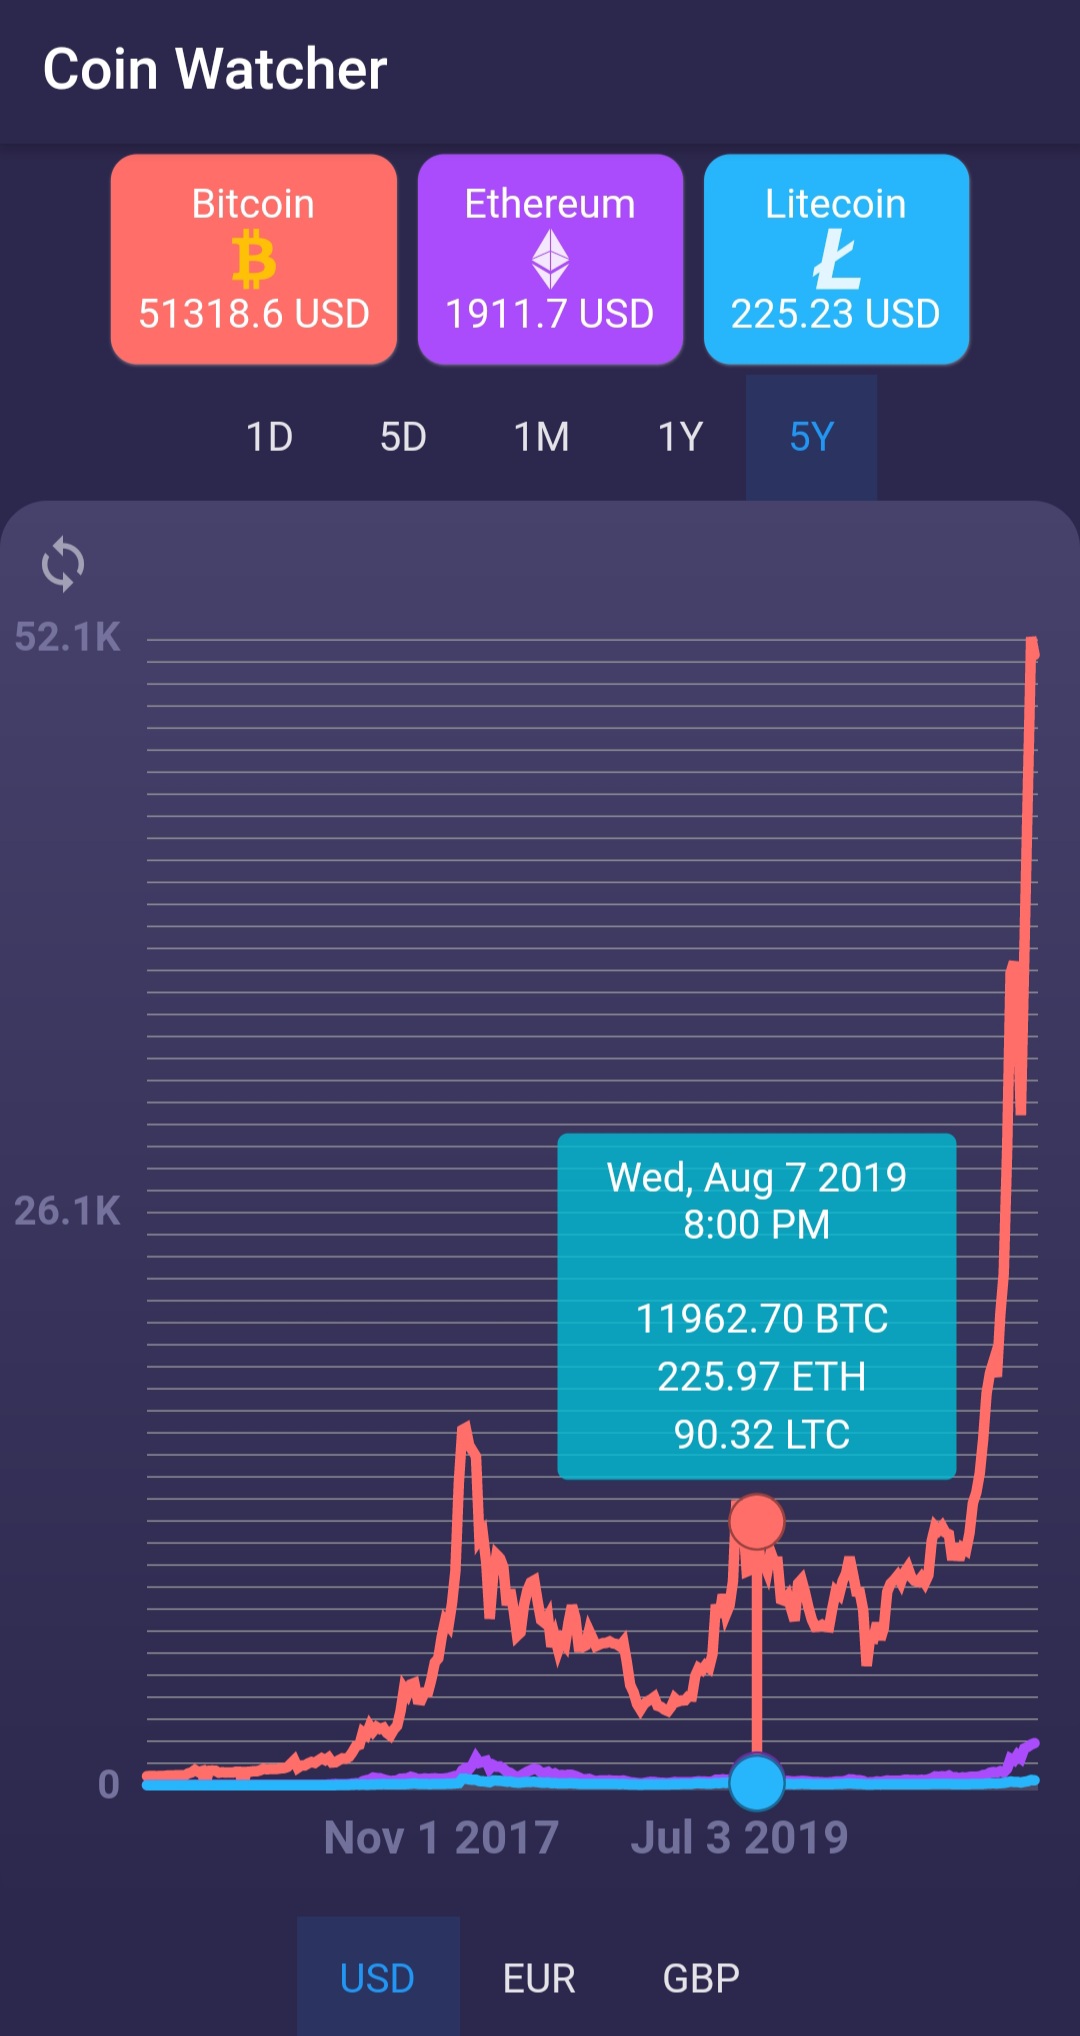 Coin Watcher
Bitcoin
51318.6 USD
Ethereum
1911.7 USD
Litecoin
225.23 USD
1D 5D 1M 1Y 5Y
52.1K
26.1K
0
Wed, Aug 7 2019
8:00 PM
11962.70 BTC
225.97 ETH
90.32 LTC
Nov 1 2017 Jul 3 2019
USD EUR GBP